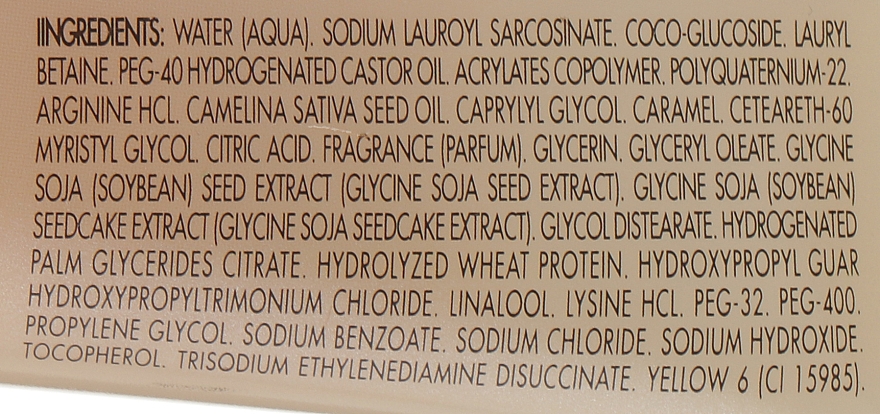 IINGREDIENTS: WATER (AQUA). SODIUM LAUROYL SARCOSINATE. COCO-GLUCOSIDE. LAURYL
BETAINE. PEG-40 HYDROGENATED CASTOR OIL. ACRYLATES COPOLYMER. POLYQUATERNIUM-22.
ARGININE HCL. CAMELINA SATIVA SEED OIL. CAPRYLYL GLYCOL. CARAMEL. CETEARETH-60
MYRISTYL GLYCOL. CITRIC ACID. FRAGRANCE (PARFUM). GLYCERIN. GLYCERYL OLEATE. GLYCINE
SOJA (SOYBEAN) SEED EXTRACT (GLYCINE SOJA SEED EXTRACT). GLYCINE SOJA (SOYBEAN)
SEEDCAKE EXTRACT (GLYCINE SOJA SEEDCAKE EXTRACT). GLYCOL DISTEARATE. HYDROGENATED
PALM GLYCERIDES CITRATE. HYDROLYZED WHEAT PROTEIN. HYDROXYPROPYL GUAR
HYDROXYPROPYLTRIMONIUM CHLORIDE. LINALOOL. LYSINE HCL. PEG-32. PEG-400.
PROPYLENE GLYCOL. SODIUM BENZOATE. SODIUM CHLORIDE. SODIUM HYDROXIDE.
TOCOPHEROL. TRISODIUM ETHYLENEDIAMINE DISUCCINATE. YELLOW 6 (CI 15985).